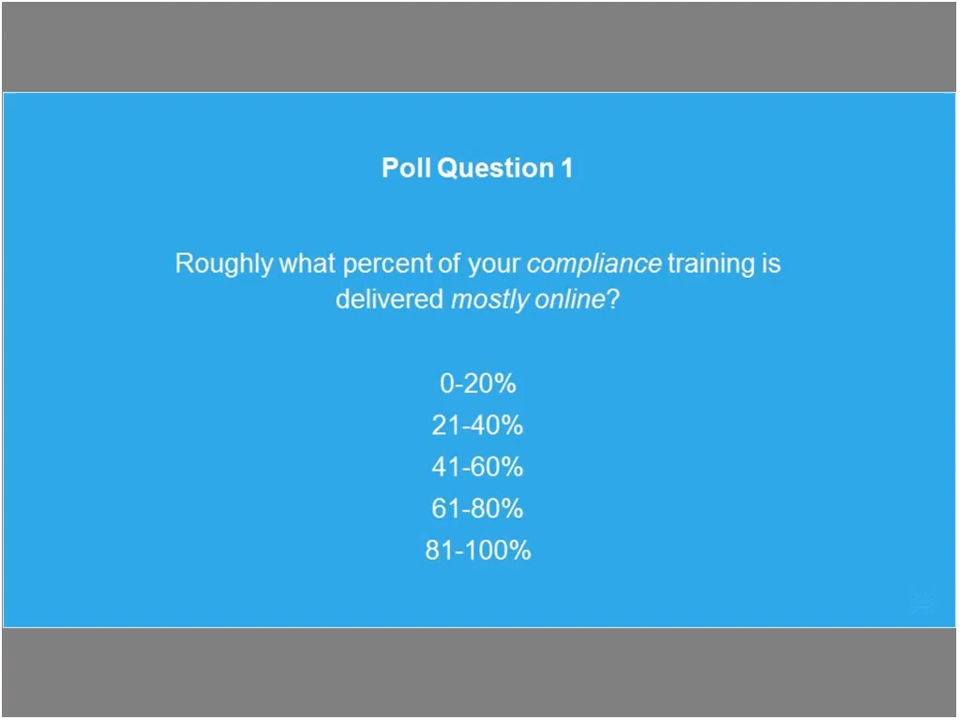 Poll Question 1
Roughly what percent of your compliance training is
delivered mostly online?
0-20%
21-40%
41-60%
61-80%
81-100%